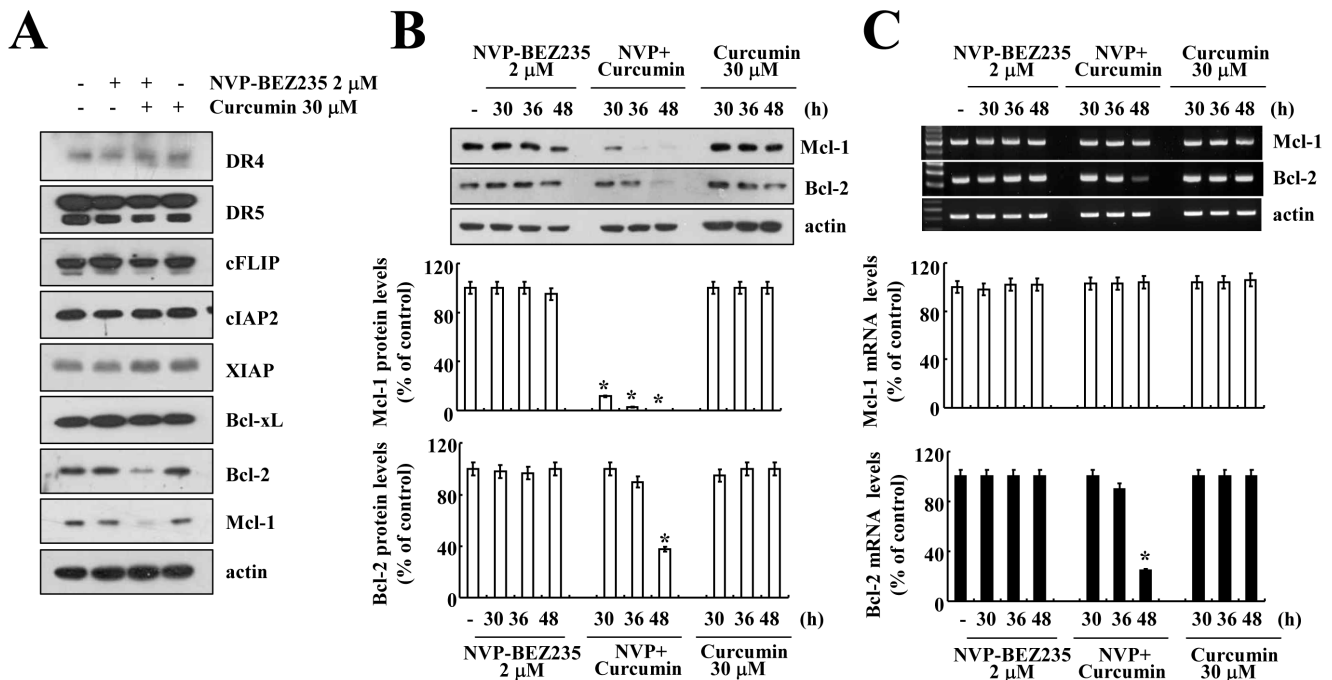 A
- + + - NVP-BEZ235 2 μM
- - + + Curcumin 30 μM
DR4
DR5
cFLIP
cIAP2
XIAP
Bcl-xL
Bcl-2
Mcl-1
actin
B
NVP-BEZ235 2 μM
NVP+ Curcumin
Curcumin 30 μM
- 30 36 48 30 36 48 30 36 48 (h)
Mcl-1
Bcl-2
actin
Mcl-1 protein levels
(% of control)
120
80
40
0
* * *
Bcl-2 protein levels
(% of control)
120
80
40
0
*
- 30 36 48 30 36 48 30 36 48 (h)
NVP-BEZ235 2 μM
NVP+ Curcumin
Curcumin 30 μM
C
NVP-BEZ235 2 μM
NVP+ Curcumin
Curcumin 30 μM
- 30 36 48 30 36 48 30 36 48 (h)
Mcl-1
Bcl-2
actin
Mcl-1 mRNA levels
(% of control)
120
80
40
0
Bcl-2 mRNA levels
(% of control)
120
80
40
0
*
- 30 36 48 30 36 48 30 36 48 (h)
NVP-BEZ235 2 μM
NVP+ Curcumin
Curcumin 30 μM